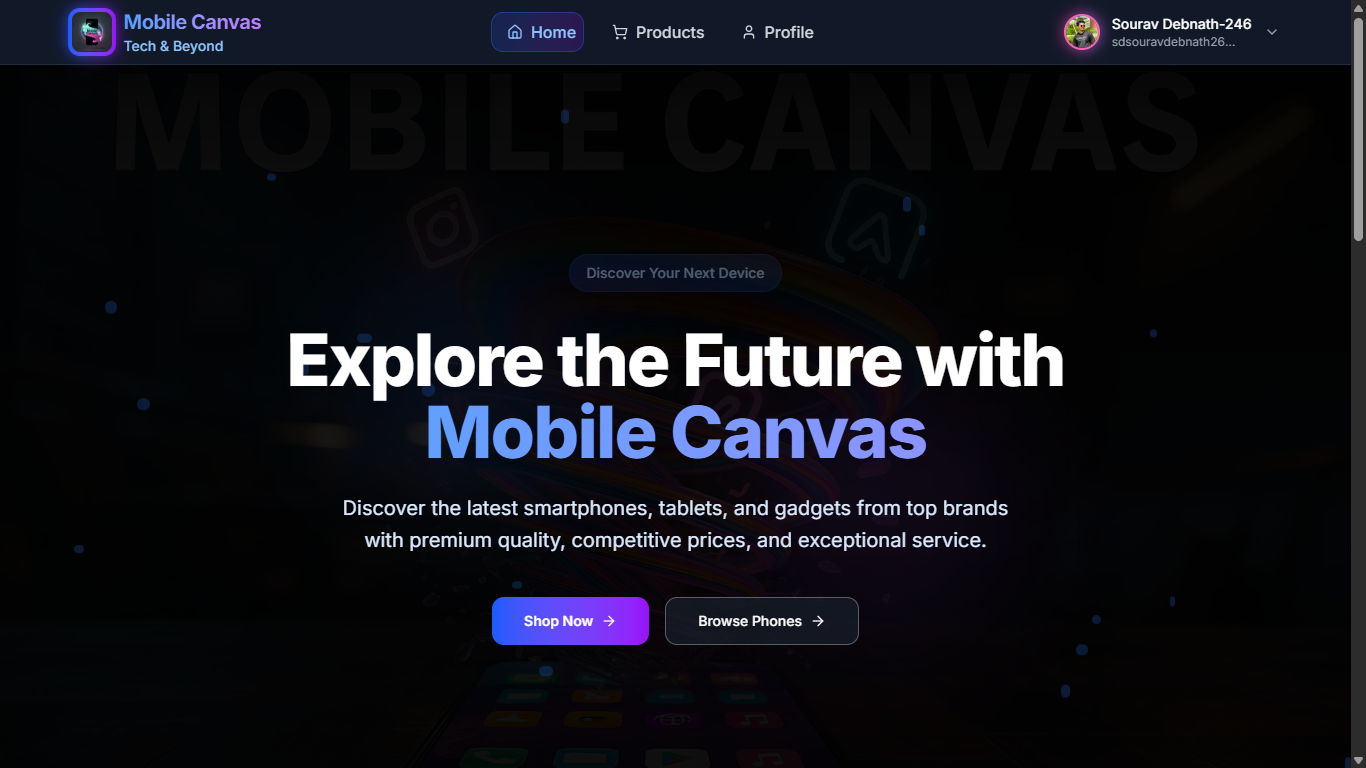 Mobile Canvas
Tech & Beyond
Home
Products
Profile
Sourav Debnath-246
sdsouravdebnath26...
MOBILE CANVAS
Discover Your Next Device
Explore the Future with
Mobile Canvas
Discover the latest smartphones, tablets, and gadgets from top brands
with premium quality, competitive prices, and exceptional service.
Shop Now
Browse Phones